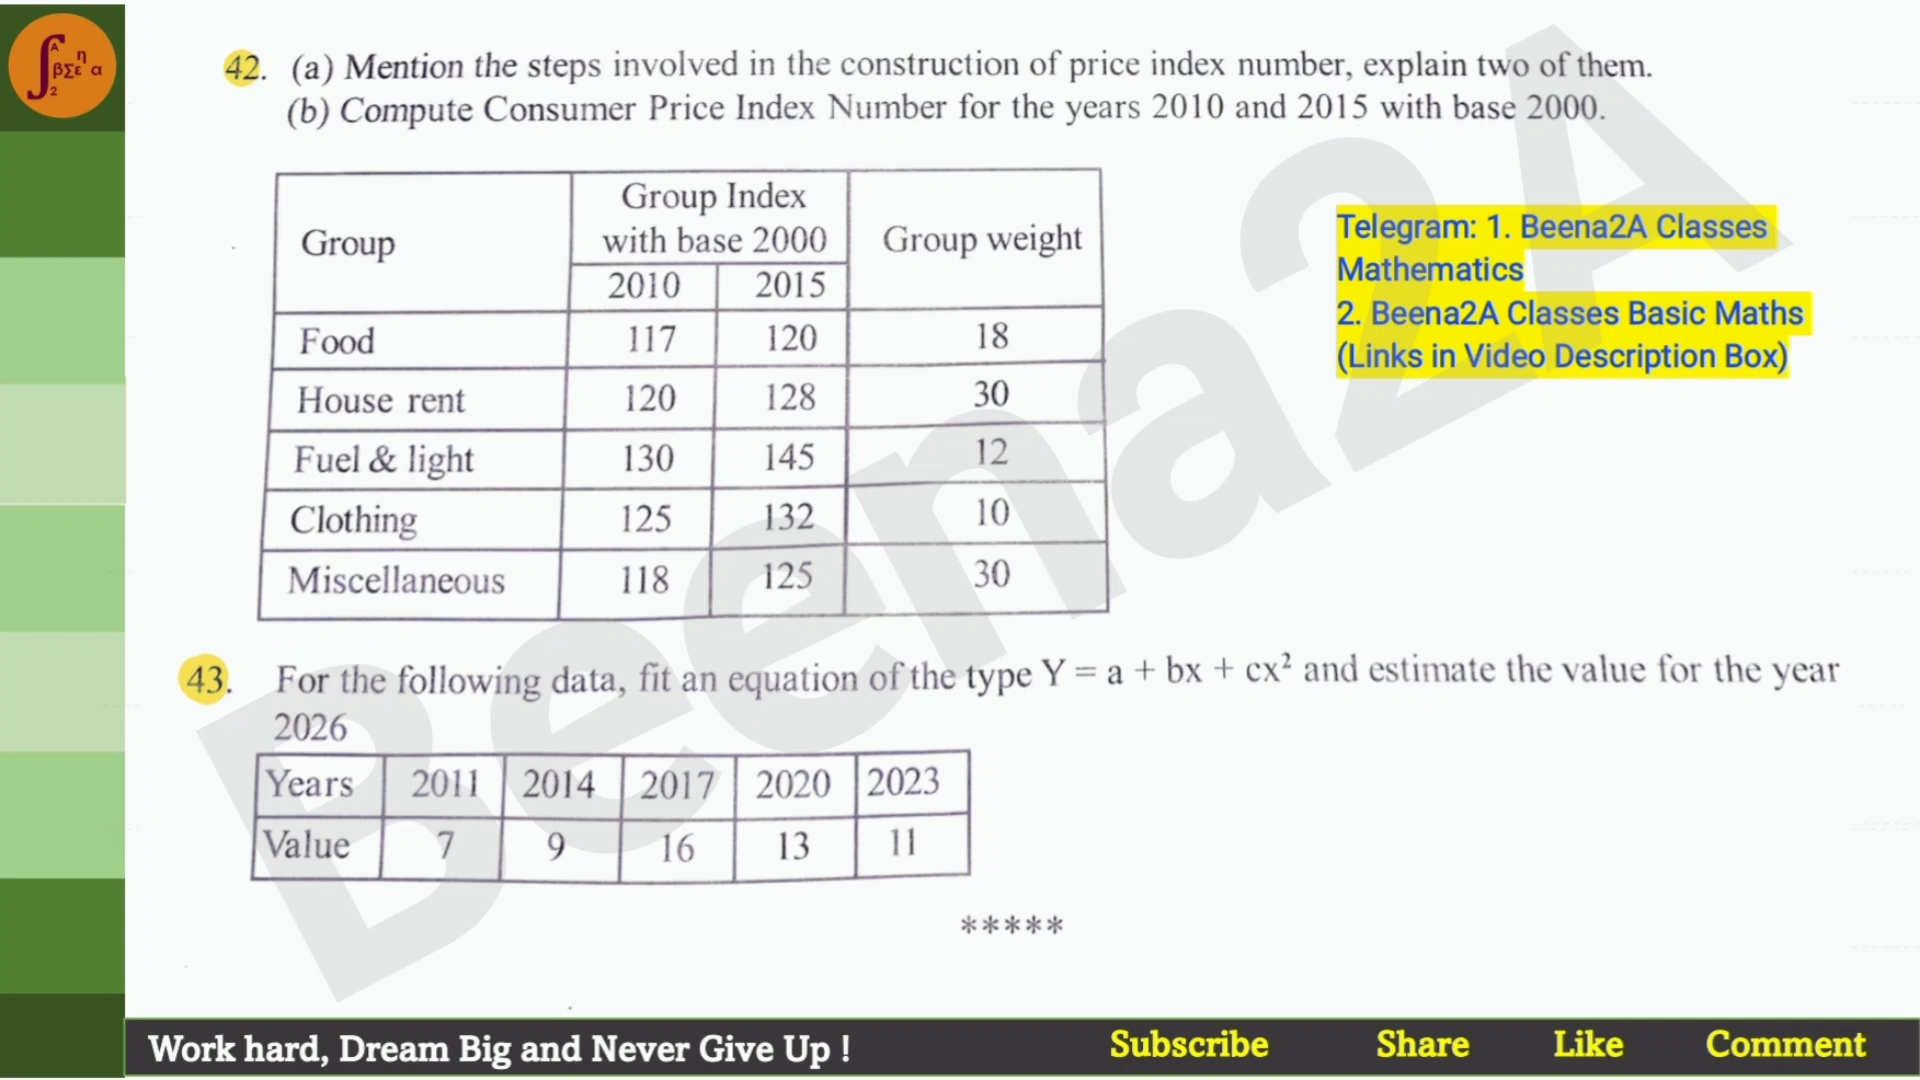 42. (a) Mention the steps involved in the construction of price index number, explain two of them.
(b) Compute Consumer Price Index Number for the years 2010 and 2015 with base 2000.
Group Group Index with base 2000 Group weight
2010 2015
Food 117 120 18
House rent 120 128 30
Fuel & light 130 145 12
Clothing 125 132 10
Miscellaneous 118 125 30
Telegram: 1. Beena2A Classes
Mathematics
2. Beena2A Classes Basic Maths
(Links in Video Description Box)
43. For the following data, fit an equation of the type Y = a + bx + cx² and estimate the value for the year
2026
Years 2011 2014 2017 2020 2023
Value 7 9 16 13 11
*****
Beena2A
Work hard, Dream Big and Never Give Up !
Subscribe Share Like Comment